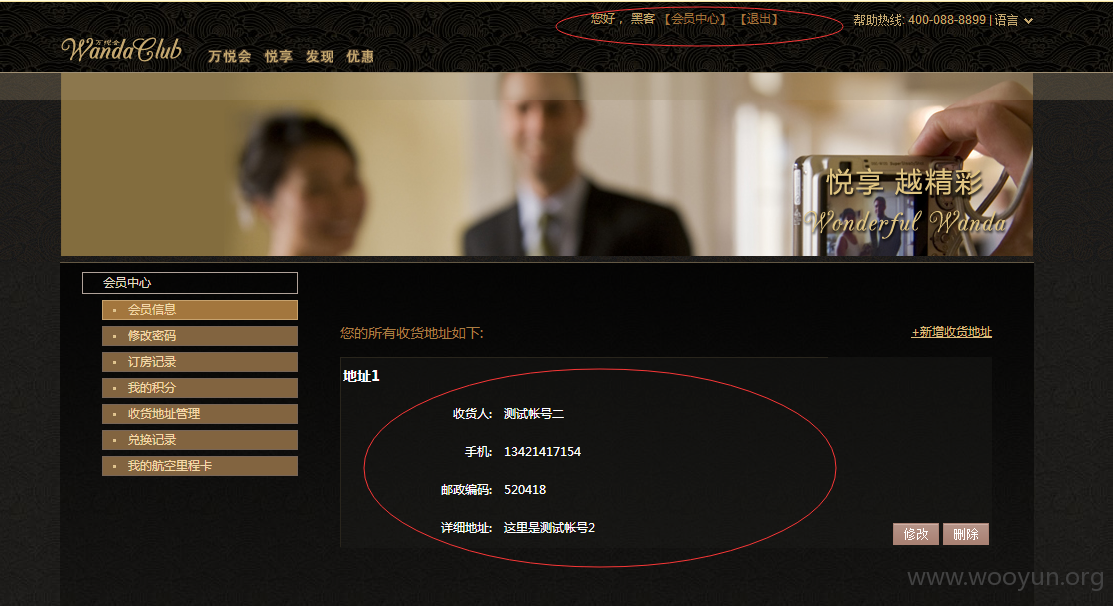 您好， 黑客 【会员中心】 【退出】
帮助热线: 400-088-8899 | 语言
万悦会
WandaClub
万悦会 悦享 发现 优惠
悦享 越精彩
Wonderful Wanda
会员中心
会员信息
修改密码
订房记录
我的积分
收货地址管理
兑换记录
我的航空里程卡
您的所有收货地址如下:
+新增收货地址
地址1
收货人: 测试帐号二
手机: 13421417154
邮政编码: 520418
详细地址: 这里是测试帐号2
修改 删除
www.wooyun.org